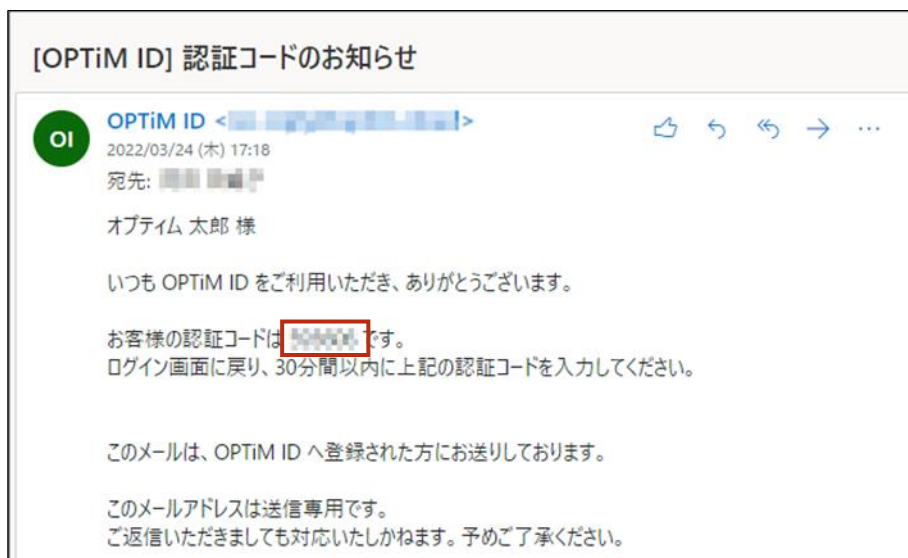 [OPTiM ID] 認証コードのお知らせ
OI
OPTiM ID <
>
2022/03/24 (木) 17:18
宛先:
オプティム 太郎 様
いつも OPTiM ID をご利用いただき、ありがとうございます。
お客様の認証コードは です。
ログイン画面に戻り、30分間以内に上記の認証コードを入力してください。
このメールは、OPTiM ID へ登録された方にお送りしております。
このメールアドレスは送信専用です。
ご返信いただきましても対応いたしかねます。予めご了承ください。